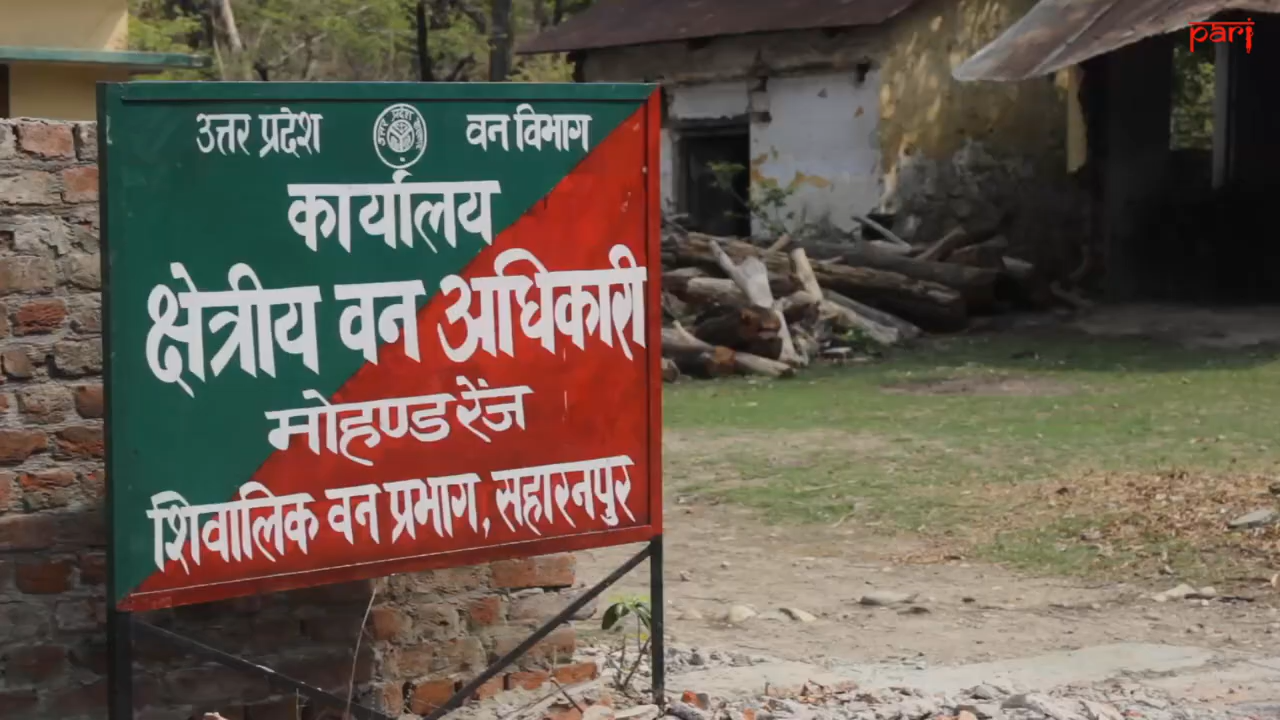 pari
उत्तर प्रदेश वन विभाग
कार्यालय
क्षेत्रीय वन अधिकारी
मोहण्ड रेंज
शिवालिक वन प्रभाग, सहारनपुर